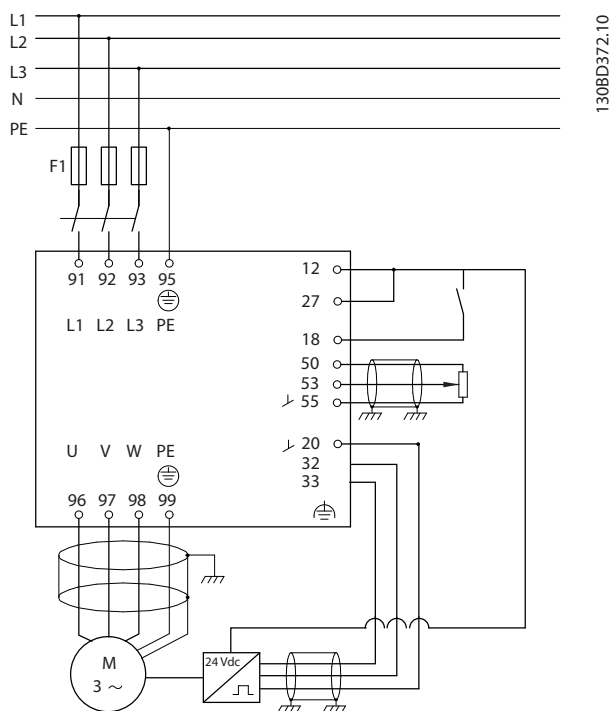 L1
L2
L3
N
PE
130BD372.10
F1
91 92 93 95
L1 L2 L3 PE
12
27
18
50
53
55
20
32
33
U V W PE
96 97 98 99
M
3 ~
24 Vdc